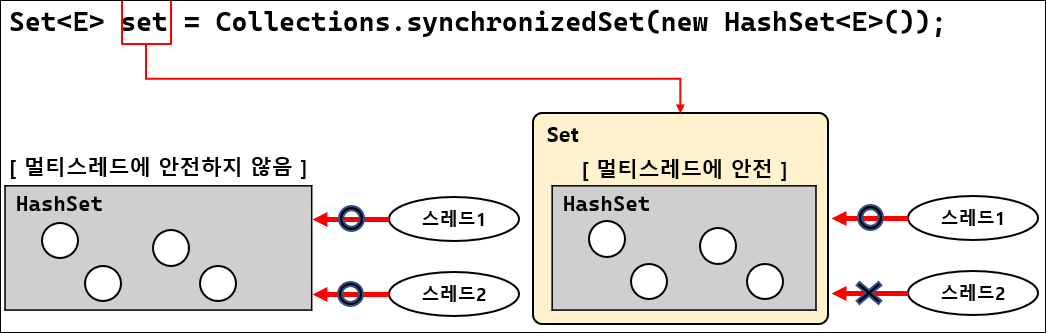 Set<E> set = Collections.synchronizedSet(new HashSet<E>());
[ 멀티스레드에 안전하지 않음 ]
HashSet
스레드1
스레드2
Set
[ 멀티스레드에 안전 ]
HashSet
스레드1
스레드2